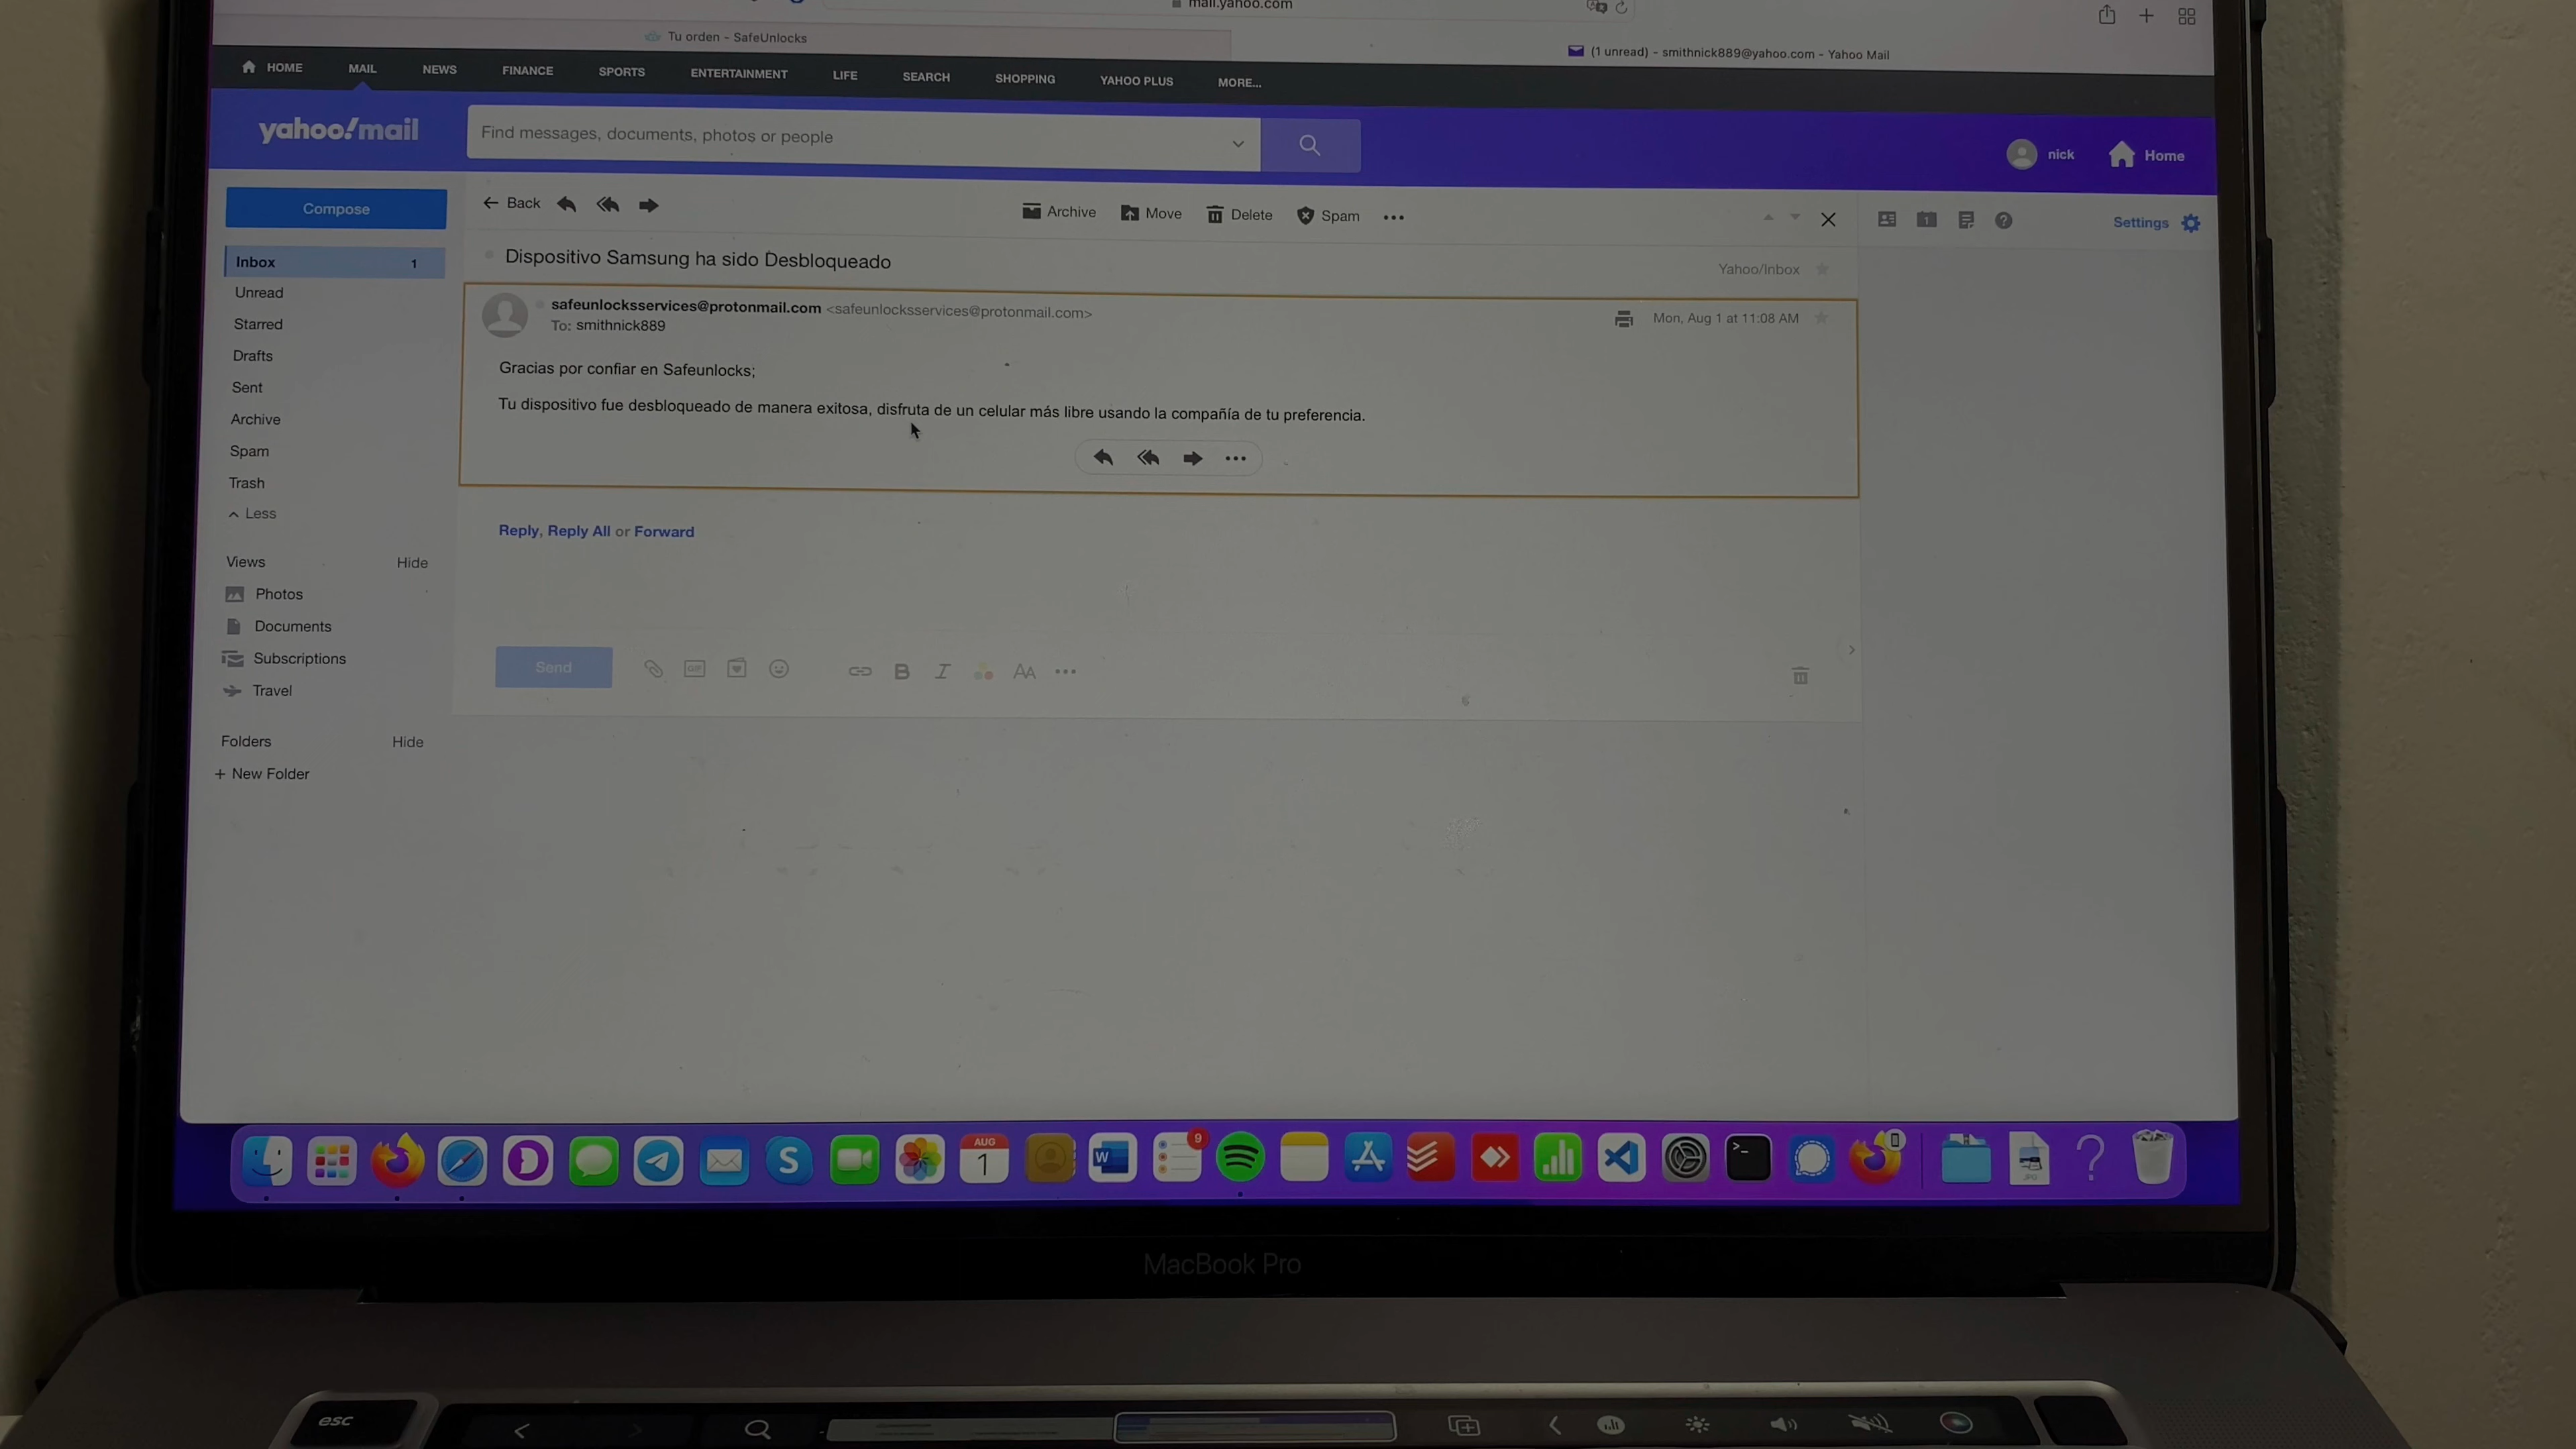 mail.yahoo.com
Tu orden - SafeUnlocks
(1 unread) - smithnick889@yahoo.com - Yahoo Mail
HOME MAIL NEWS FINANCE SPORTS ENTERTAINMENT LIFE SEARCH SHOPPING YAHOO PLUS MORE...
yahoo!mail
Find messages, documents, photos or people
nick
Home
Compose
Back
Archive Move Delete Spam
Settings
Inbox 1
Unread
Starred
Drafts
Sent
Archive
Spam
Trash
Less
Views Hide
Photos
Documents
Subscriptions
Travel
Folders Hide
+ New Folder
Dispositivo Samsung ha sido Desbloqueado
Yahoo/Inbox
safeunlocksservices@protonmail.com <safeunlocksservices@protonmail.com>
To: smithnick889
Mon, Aug 1 at 11:08 AM
Gracias por confiar en Safeunlocks;
Tu dispositivo fue desbloqueado de manera exitosa, disfruta de un celular más libre usando la compañía de tu preferencia.
Reply, Reply All or Forward
Send
GIF
B I AA
AUG
1
W
9
S
JPG
MacBook Pro
esc